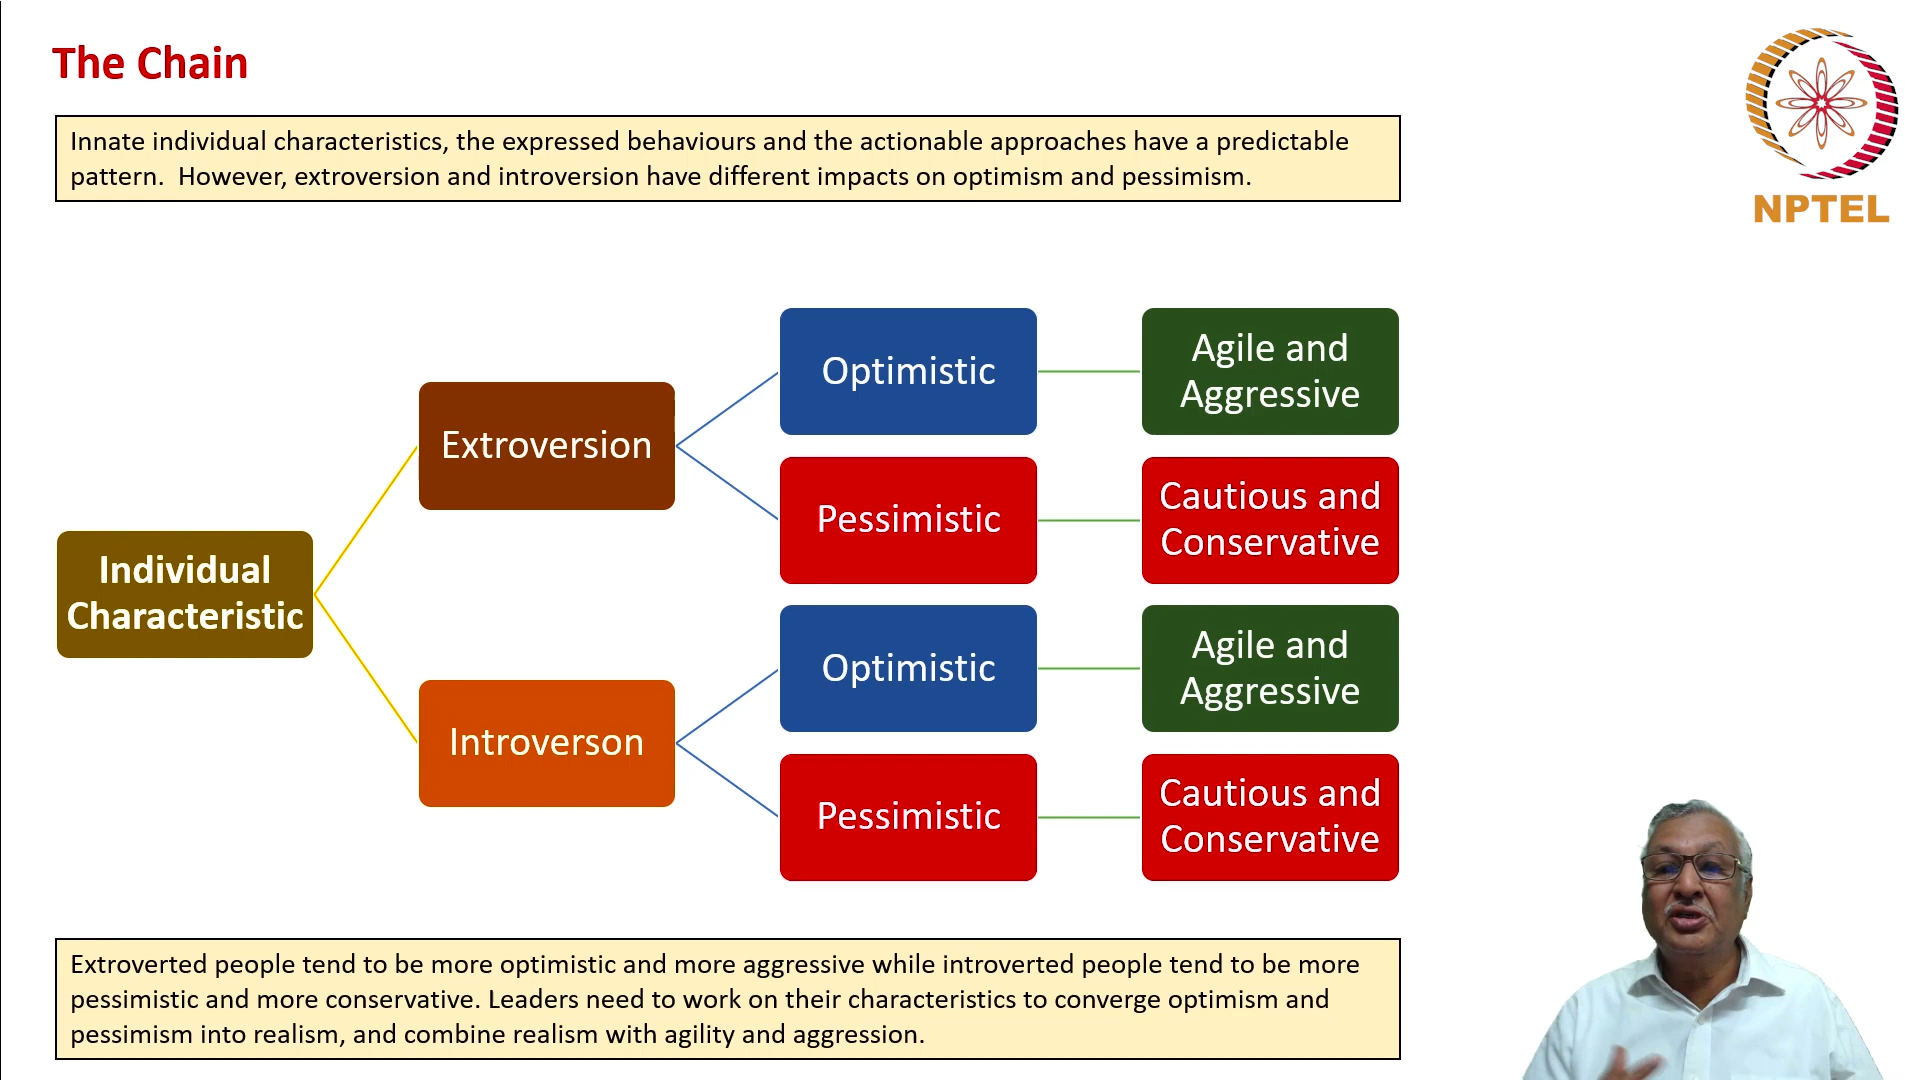 The Chain
Innate individual characteristics, the expressed behaviours and the actionable approaches have a predictable
pattern.  However, extroversion and introversion have different impacts on optimism and pessimism.
NPTEL
Individual
Characteristic
Extroversion
Introverson
Optimistic
Pessimistic
Optimistic
Pessimistic
Agile and
Aggressive
Cautious and
Conservative
Agile and
Aggressive
Cautious and
Conservative
Extroverted people tend to be more optimistic and more aggressive while introverted people tend to be more
pessimistic and more conservative. Leaders need to work on their characteristics to converge optimism and
pessimism into realism, and combine realism with agility and aggression.